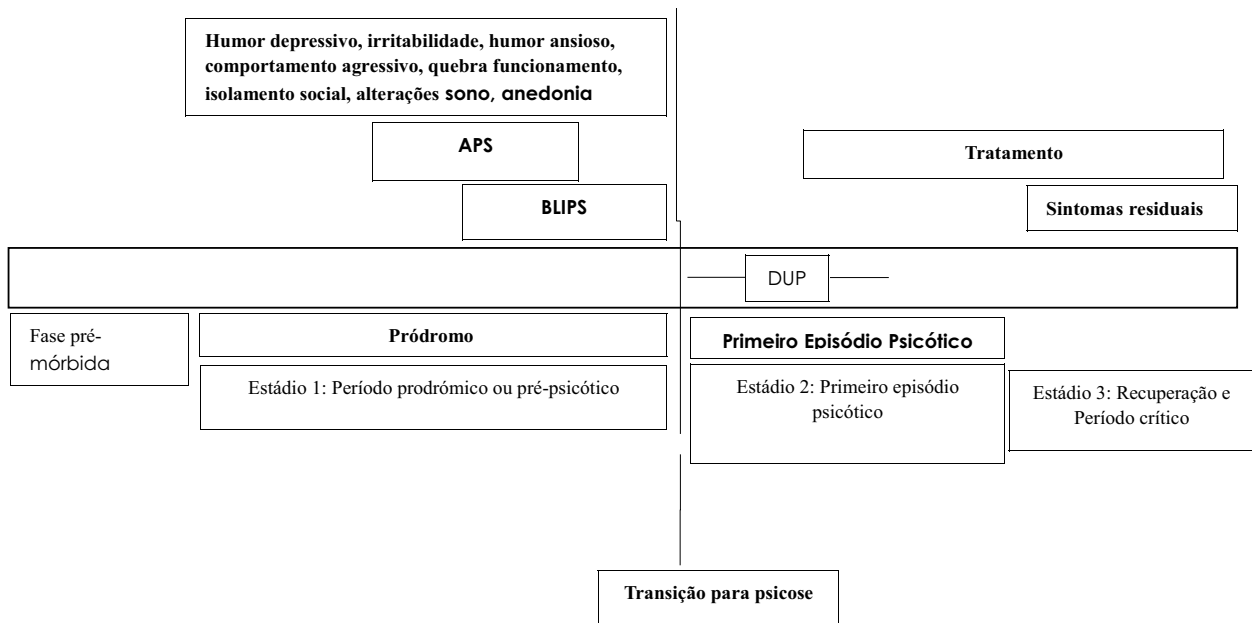 Humor depressivo, irritabilidade, humor ansioso,
comportamento agressivo, quebra funcionamento,
isolamento social, alterações sono, anedonia
APS
Tratamento
BLIPS
Sintomas residuais
DUP
Fase pré-
mórbida
Pródromo
Primeiro Episódio Psicótico
Estádio 1: Período prodrómico ou pré-psicótico
Estádio 2: Primeiro episódio
psicótico
Estádio 3: Recuperação e
Período crítico
Transição para psicose